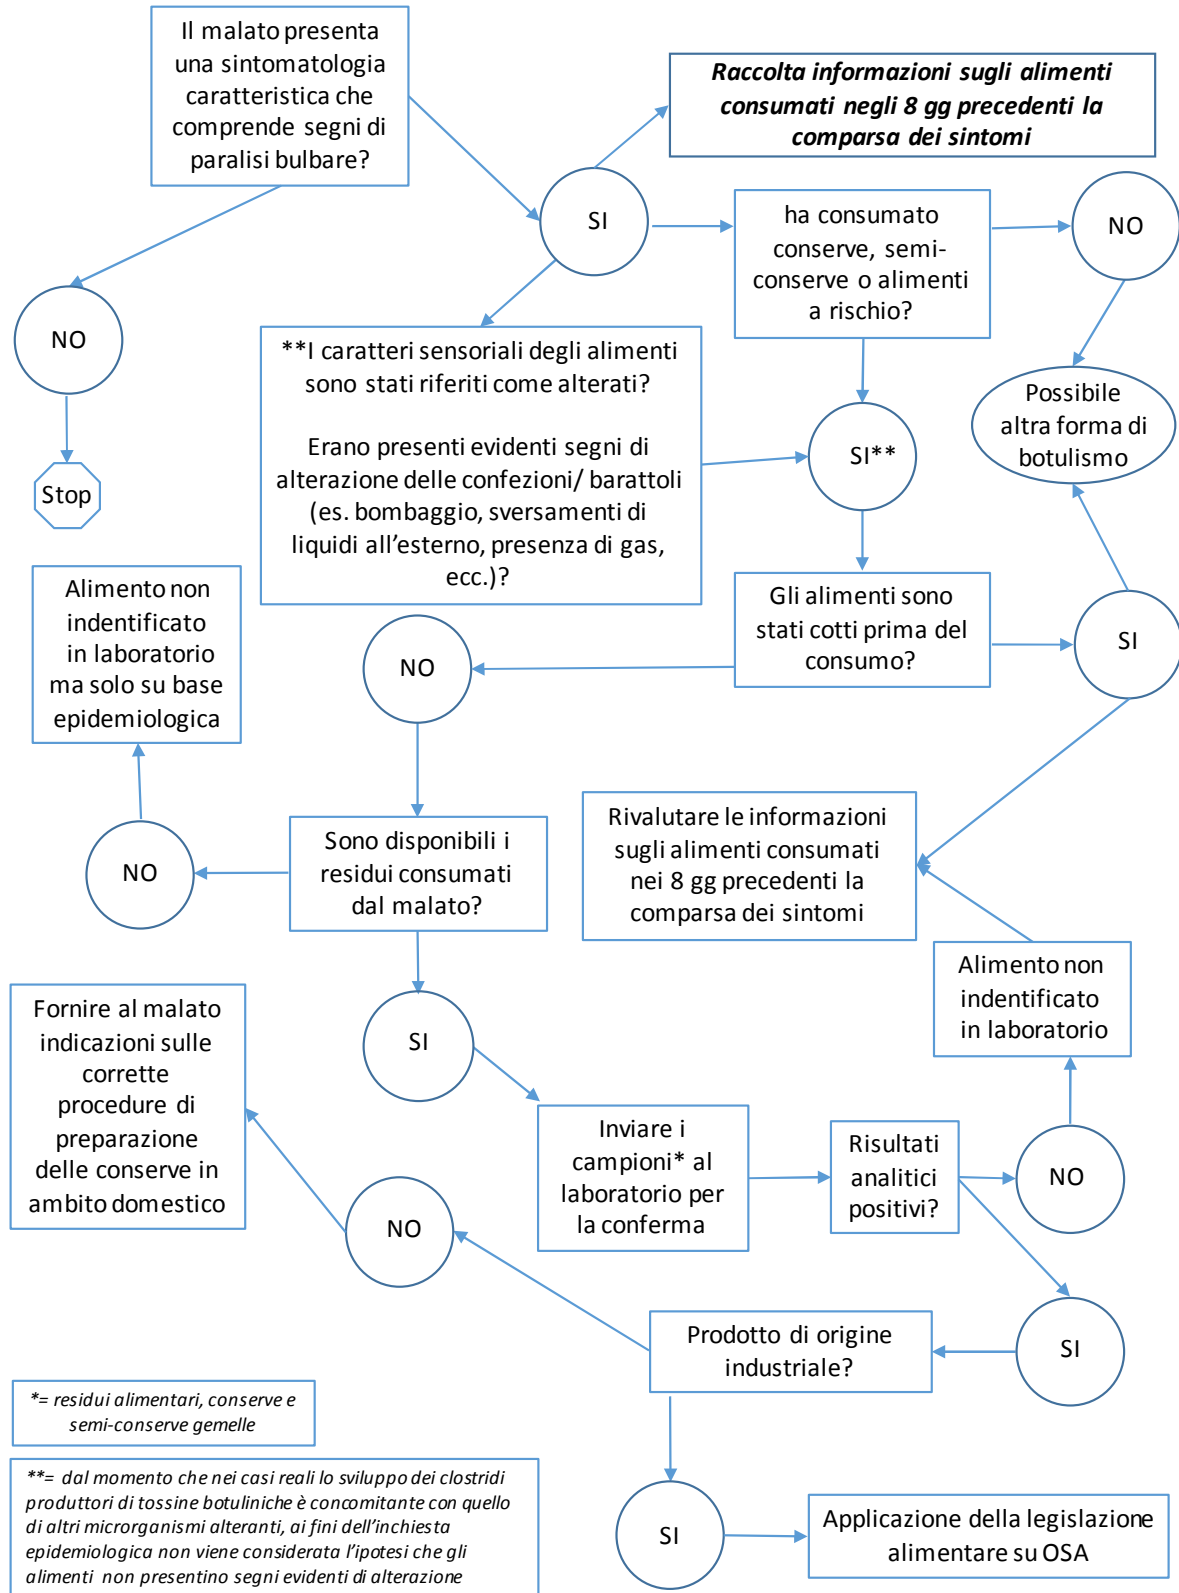 Il malato presenta
una sintomatologia
caratteristica che
comprende segni di
paralisi bulbare?
Raccolta informazioni sugli alimenti
consumati negli 8 gg precedenti la
comparsa dei sintomi
SI
ha consumato
conserve, semi-
conserve o alimenti
a rischio?
NO
NO
**I caratteri sensoriali degli alimenti
sono stati riferiti come alterati?
Erano presenti evidenti segni di
alterazione delle confezioni/ barattoli
(es. bombaggio, sversamenti di
liquidi all'esterno, presenza di gas,
ecc.)?
SI**
Possibile
altra forma di
botulismo
Stop
Alimento non
indentificato
in laboratorio
ma solo su base
epidemiologica
NO
Gli alimenti sono
stati cotti prima del
consumo?
SI
NO
Sono disponibili i
residui consumati
dal malato?
Rivalutare le informazioni
sugli alimenti consumati
nei 8 gg precedenti la
comparsa dei sintomi
Alimento non
indentificato
in laboratorio
Fornire al malato
indicazioni sulle
corrette
procedure di
preparazione
delle conserve in
ambito domestico
SI
Inviare i
campioni* al
laboratorio per
la conferma
Risultati
analitici
positivi?
NO
NO
Prodotto di origine
industriale?
SI
*= residui alimentari, conserve e
semi-conserve gemelle
**= dal momento che nei casi reali lo sviluppo dei clostridi
produttori di tossine botuliniche è concomitante con quello
di altri microrganismi alteranti, ai fini dell'inchiesta
epidemiologica non viene considerata l'ipotesi che gli
alimenti non presentino segni evidenti di alterazione
SI
Applicazione della legislazione
alimentare su OSA